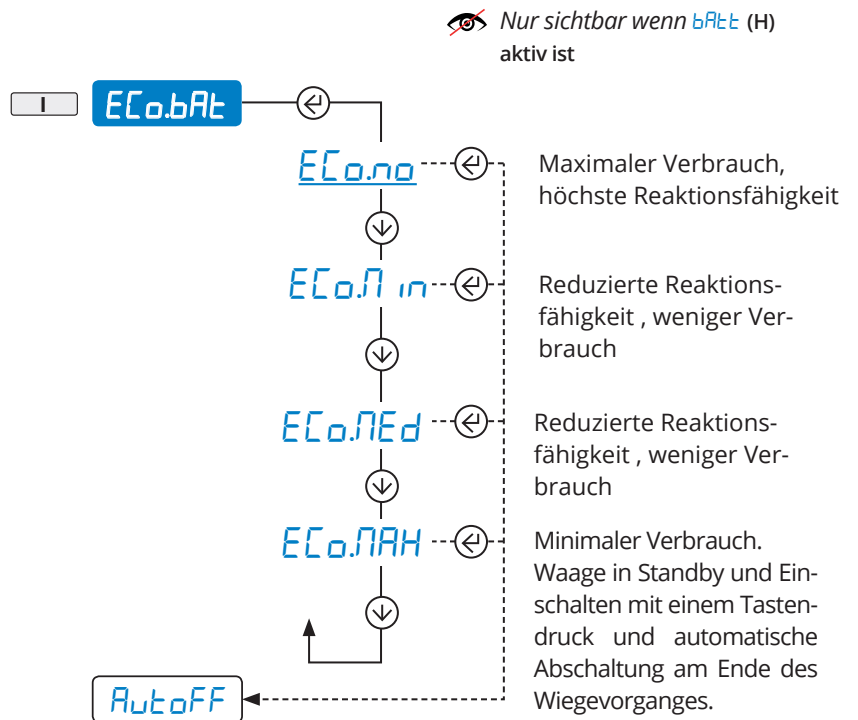 Nur sichtbar wenn bAtt (H)
aktiv ist
I ECo.bAt
ECo.no
Maximaler Verbrauch,
höchste Reaktionsfähigkeit
ECo.Min
Reduzierte Reaktions-
fähigkeit , weniger Ver-
brauch
ECo.MEd
Reduzierte Reaktions-
fähigkeit , weniger Ver-
brauch
ECo.MAH
Minimaler Verbrauch.
Waage in Standby und Ein-
schalten mit einem Tasten-
druck und automatische
Abschaltung am Ende des
Wiegevorganges.
AutoFF